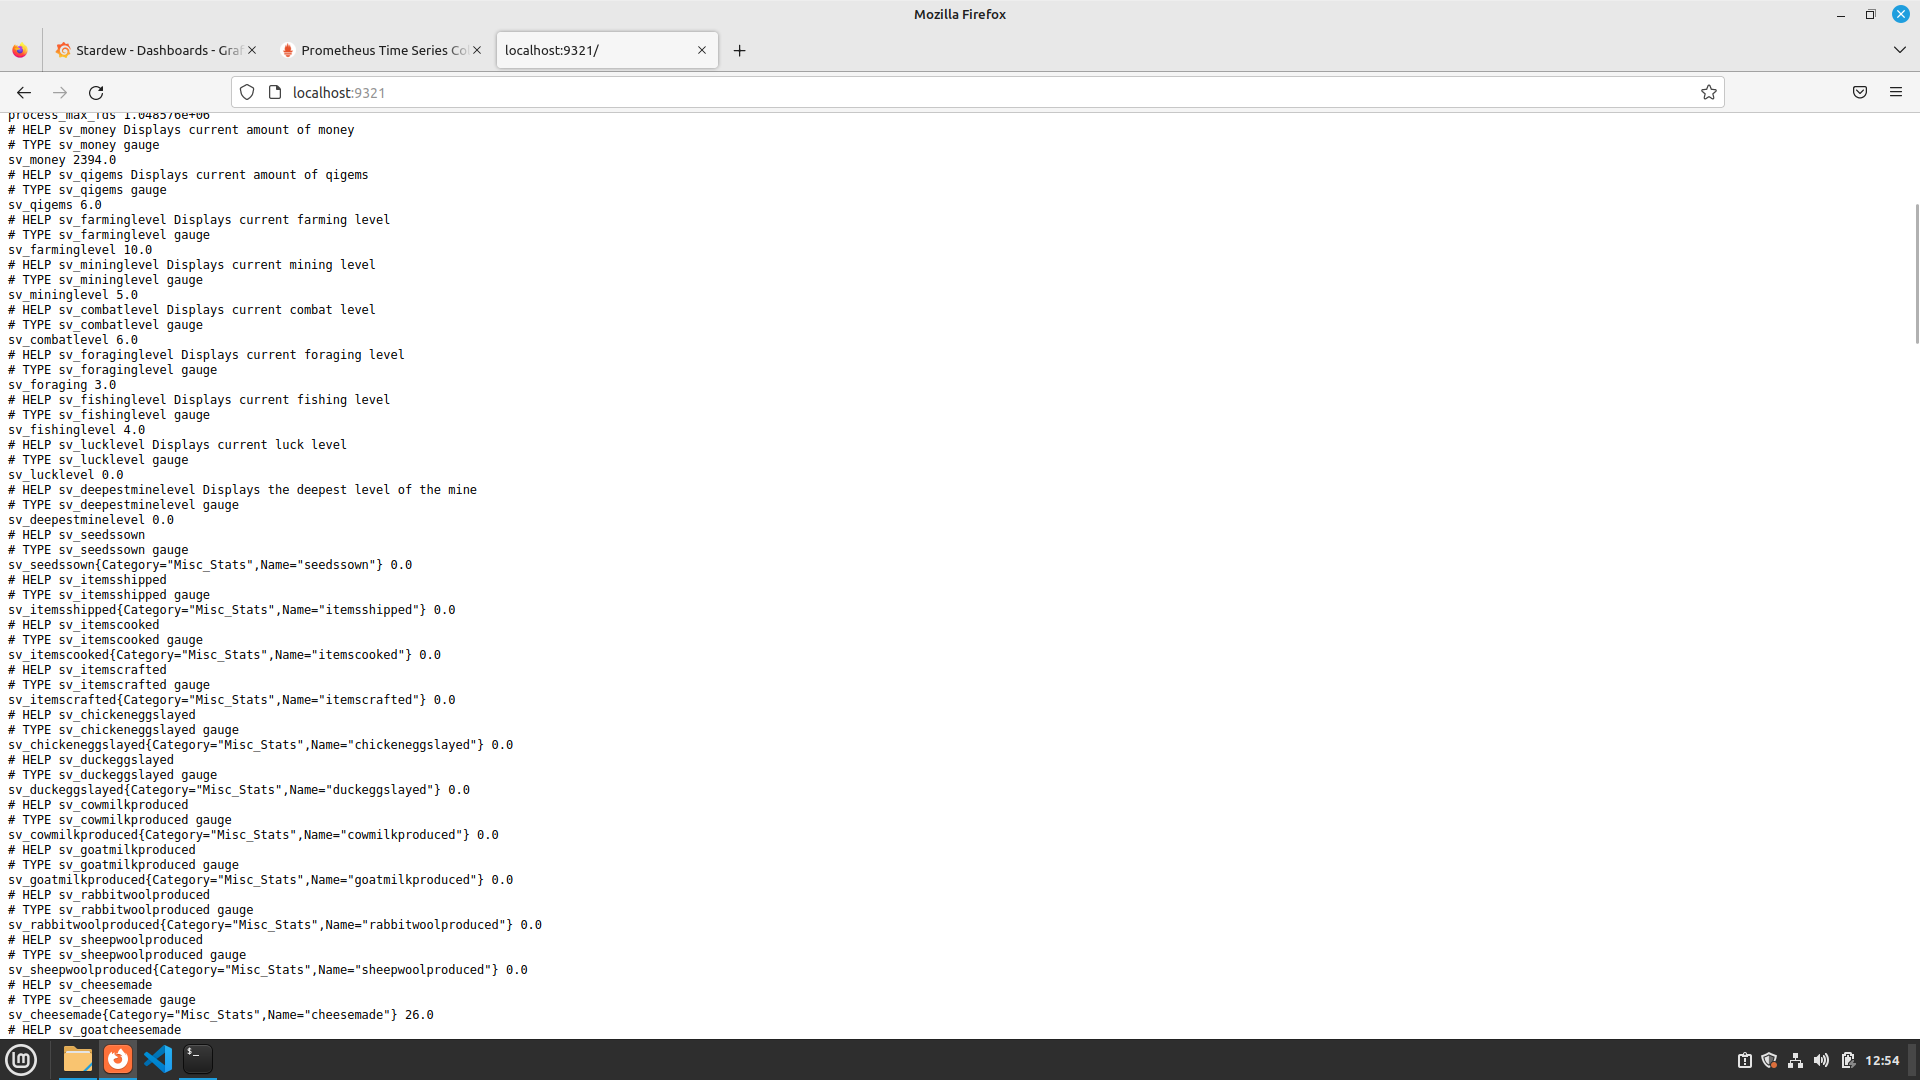 Mozilla Firefox
Stardew - Dashboards - Graf
Prometheus Time Series Co
localhost:9321/
localhost:9321
process_max_fds 1.048576e+06
# HELP sv_money Displays current amount of money
# TYPE sv_money gauge
sv_money 2394.0
# HELP sv_qigems Displays current amount of qigems
# TYPE sv_qigems gauge
sv_qigems 6.0
# HELP sv_farminglevel Displays current farming level
# TYPE sv_farminglevel gauge
sv_farminglevel 10.0
# HELP sv_mininglevel Displays current mining level
# TYPE sv_mininglevel gauge
sv_mininglevel 5.0
# HELP sv_combatlevel Displays current combat level
# TYPE sv_combatlevel gauge
sv_combatlevel 6.0
# HELP sv_foraginglevel Displays current foraging level
# TYPE sv_foraginglevel gauge
sv_foraging 3.0
# HELP sv_fishinglevel Displays current fishing level
# TYPE sv_fishinglevel gauge
sv_fishinglevel 4.0
# HELP sv_lucklevel Displays current luck level
# TYPE sv_lucklevel gauge
sv_lucklevel 0.0
# HELP sv_deepestminelevel Displays the deepest level of the mine
# TYPE sv_deepestminelevel gauge
sv_deepestminelevel 0.0
# HELP sv_seedssown
# TYPE sv_seedssown gauge
sv_seedssown{Category="Misc_Stats",Name="seedssown"} 0.0
# HELP sv_itemsshipped
# TYPE sv_itemsshipped gauge
sv_itemsshipped{Category="Misc_Stats",Name="itemsshipped"} 0.0
# HELP sv_itemscooked
# TYPE sv_itemscooked gauge
sv_itemscooked{Category="Misc_Stats",Name="itemscooked"} 0.0
# HELP sv_itemscrafted
# TYPE sv_itemscrafted gauge
sv_itemscrafted{Category="Misc_Stats",Name="itemscrafted"} 0.0
# HELP sv_chickeneggslayed
# TYPE sv_chickeneggslayed gauge
sv_chickeneggslayed{Category="Misc_Stats",Name="chickeneggslayed"} 0.0
# HELP sv_duckeggslayed
# TYPE sv_duckeggslayed gauge
sv_duckeggslayed{Category="Misc_Stats",Name="duckeggslayed"} 0.0
# HELP sv_cowmilkproduced
# TYPE sv_cowmilkproduced gauge
sv_cowmilkproduced{Category="Misc_Stats",Name="cowmilkproduced"} 0.0
# HELP sv_goatmilkproduced
# TYPE sv_goatmilkproduced gauge
sv_goatmilkproduced{Category="Misc_Stats",Name="goatmilkproduced"} 0.0
# HELP sv_rabbitwoolproduced
# TYPE sv_rabbitwoolproduced gauge
sv_rabbitwoolproduced{Category="Misc_Stats",Name="rabbitwoolproduced"} 0.0
# HELP sv_sheepwoolproduced
# TYPE sv_sheepwoolproduced gauge
sv_sheepwoolproduced{Category="Misc_Stats",Name="sheepwoolproduced"} 0.0
# HELP sv_cheesemade
# TYPE sv_cheesemade gauge
sv_cheesemade{Category="Misc_Stats",Name="cheesemade"} 26.0
# HELP sv_goatcheesemade
12:54